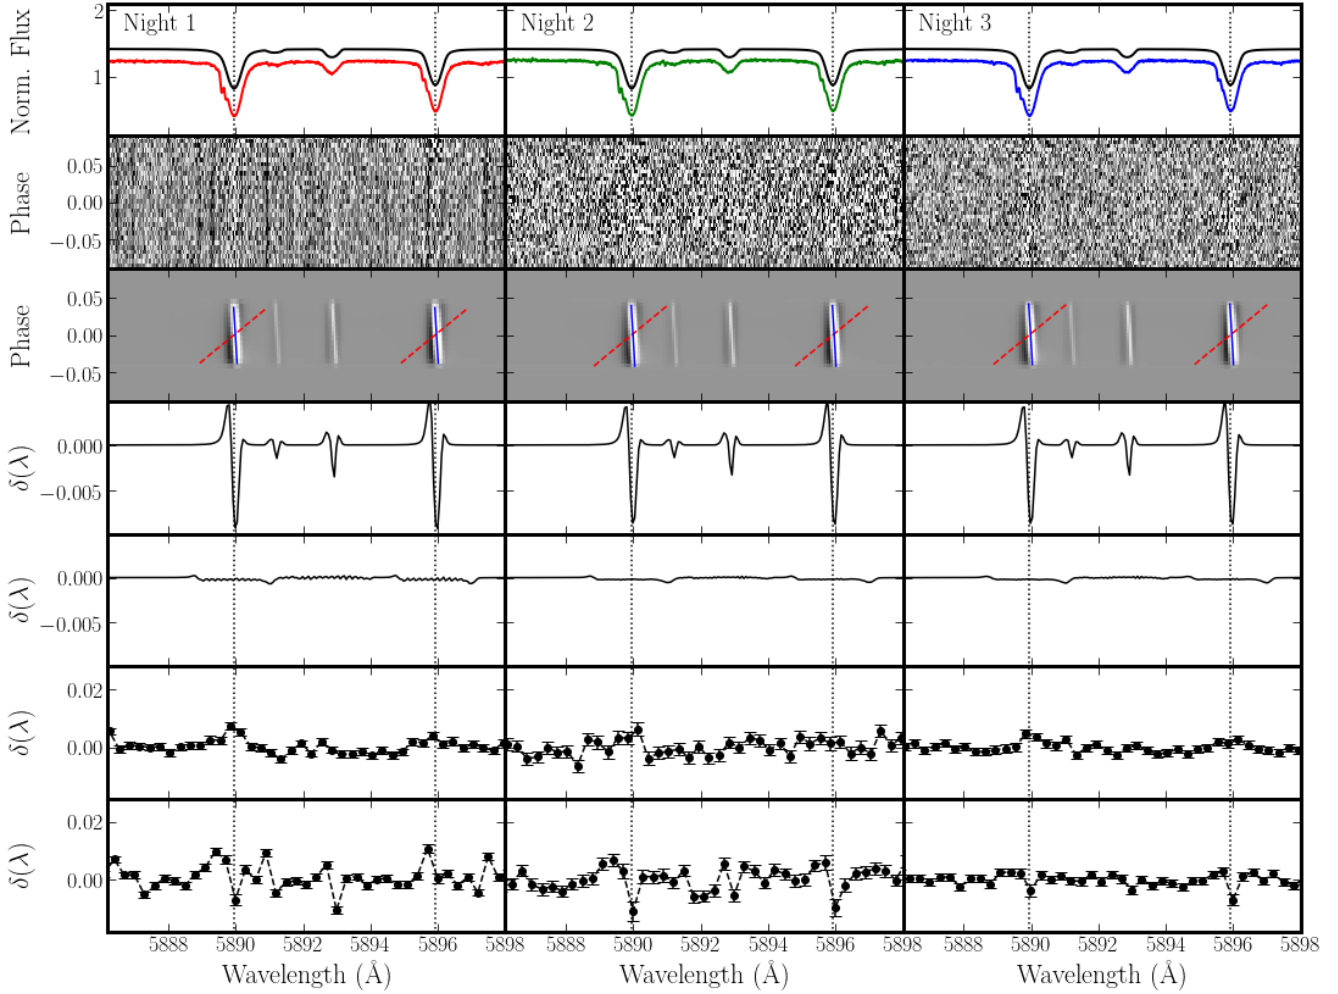 Night 1 Night 2 Night 3
Norm. Flux
2
1
Phase
0.05
0.00
−0.05
Phase
0.05
0.00
−0.05
δ(λ)
0.000
−0.005
δ(λ)
0.000
−0.005
δ(λ)
0.02
0.00
δ(λ)
0.02
0.00
5888 5890 5892 5894 5896 5898 5888 5890 5892 5894 5896 5898 5888 5890 5892 5894 5896 5898
Wavelength (Å) Wavelength (Å) Wavelength (Å)